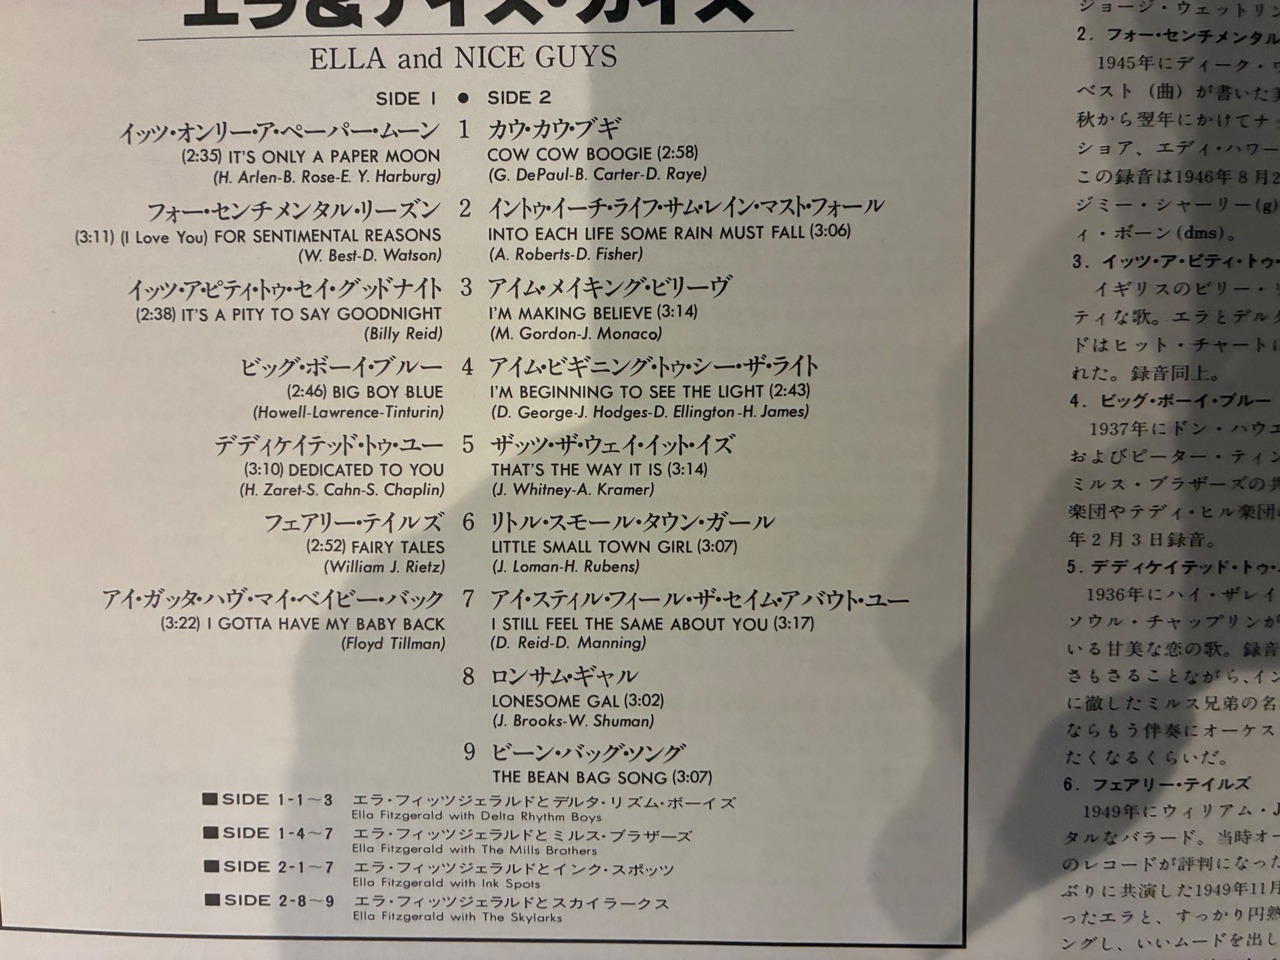 エラ&ナイス・ガイズ
ELLA and NICE GUYS
SIDE 1 ● SIDE 2
イッツ・オンリー・ア・ペーパー・ムーン 1
(2:35) IT'S ONLY A PAPER MOON
(H. Arlen-B. Rose-E. Y. Harburg)
フォー・センチメンタル・リーズン 2
(3:11) (I Love You) FOR SENTIMENTAL REASONS
(W. Best-D. Watson)
イッツ・ア・ピティ・トゥ・セイ・グッドナイト 3
(2:38) IT'S A PITY TO SAY GOODNIGHT
(Billy Reid)
ビッグ・ボーイ・ブルー 4
(2:46) BIG BOY BLUE
(Howell-Lawrence-Tinturin)
デディケイテッド・トゥ・ユー 5
(3:10) DEDICATED TO YOU
(H. Zaret-S. Cahn-S. Chaplin)
フェアリー・テイルズ 6
(2:52) FAIRY TALES
(William J. Rietz)
アイ・ガッタ・ハヴ・マイ・ベイビー・バック 7
(3:22) I GOTTA HAVE MY BABY BACK
(Floyd Tillman)
カウ・カウ・ブギ
COW COW BOOGIE (2:58)
(G. DePaul-B. Carter-D. Raye)
イントゥ・イーチ・ライフ・サム・レイン・マスト・フォール
INTO EACH LIFE SOME RAIN MUST FALL (3:06)
(A. Roberts-D. Fisher)
アイム・メイキング・ビリーヴ
I'M MAKING BELIEVE (3:14)
(M. Gordon-J. Monaco)
アイム・ビギニング・トゥ・シー・ザ・ライト
I'M BEGINNING TO SEE THE LIGHT (2:43)
(D. George-J. Hodges-D. Ellington-H. James)
ザッツ・ザ・ウェイ・イット・イズ
THAT'S THE WAY IT IS (3:14)
(J. Whitney-A. Kramer)
リトル・スモール・タウン・ガール
LITTLE SMALL TOWN GIRL (3:07)
(J. Loman-H. Rubens)
アイ・スティル・フィール・ザ・セイム・アバウト・ユー
I STILL FEEL THE SAME ABOUT YOU (3:17)
(D. Reid-D. Manning)
8 ロンサム・ギャル
LONESOME GAL (3:02)
(J. Brooks-W. Shuman)
9 ビーン・バッグ・ソング
THE BEAN BAG SONG (3:07)
■SIDE 1-1〜3 エラ・フィッツジェラルドとデルタ・リズム・ボーイズ
Ella Fitzgerald with Delta Rhythm Boys
■SIDE 1-4〜7 エラ・フィッツジェラルドとミルス・ブラザーズ
Ella Fitzgerald with The Mills Brothers
■SIDE 2-1〜7 エラ・フィッツジェラルドとインク・スポッツ
Ella Fitzgerald with Ink Spots
■SIDE 2-8〜9 エラ・フィッツジェラルドとスカイラークス
Ella Fitzgerald with The Skylarks
ジョージ・ウェットリン
2. フォー・センチメンタル
1945年にディーク・
ベスト (曲) が書いた
秋から翌年にかけてナッ
ショア、エディ・ハワー
この録音は1946年8月2
ジミー・シャーリー(g)
ィ・ボーン(dms)。
3. イッツ・ア・ピティ・トゥ・
イギリスのビリー・
ティな歌。エラとデルタ
ドはヒット・チャートに
れた。録音同上。
4. ビッグ・ボーイ・ブルー
1937年にドン・ハウエ
およびピーター・ティン
ミルス・ブラザーズの共
楽団やテディ・ヒル楽団
年2月3日録音。
5. デディケイテッド・トゥ・
1936年にハイ・ザレイ
ソウル・チャップリンが
いる甘美な恋の歌。録音
さもさることながら、イン
に徹したミルス兄弟の名
ならもう伴奏にオーケス
たくなるくらいだ。
6. フェアリー・テイルズ
1949年にウィリアム・J
タルなバラード。当時オー
のレコードが評判になった
ぶりに共演した1949年11月
ったエラと、すっかり円熟
ングし、いいムードを出し